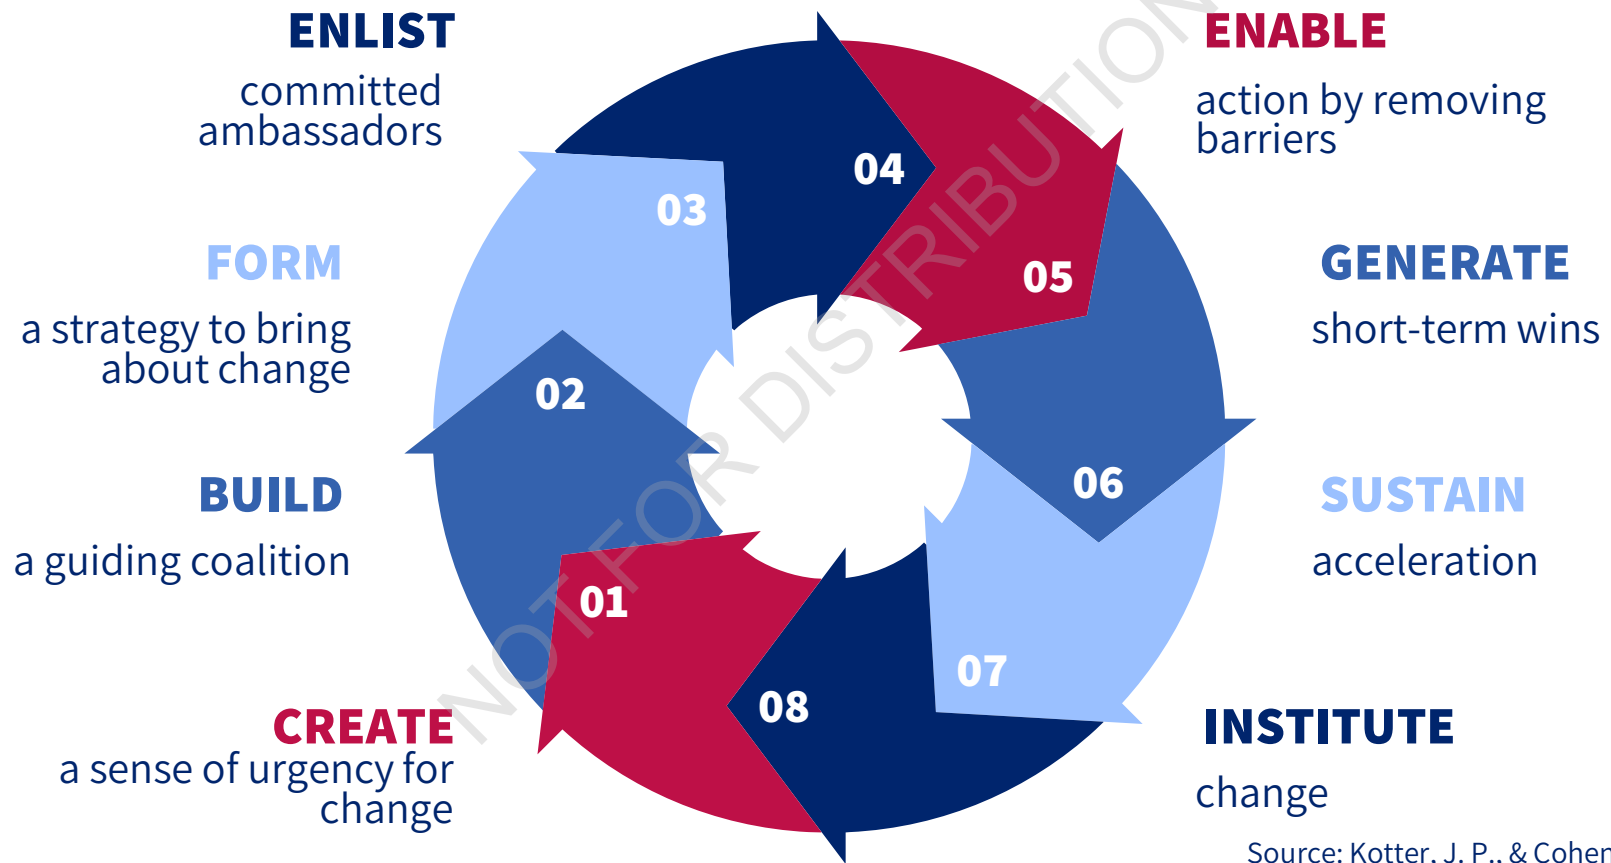 ENLIST
committed
ambassadors
FORM
a strategy to bring
about change
BUILD
a guiding coalition
CREATE
a sense of urgency for
change
01
02
03
04
05
06
07
08
ENABLE
action by removing
barriers
GENERATE
short-term wins
SUSTAIN
acceleration
INSTITUTE
change
Source: Kotter, J. P., & Cohen
NOT FOR DISTRIBUTION